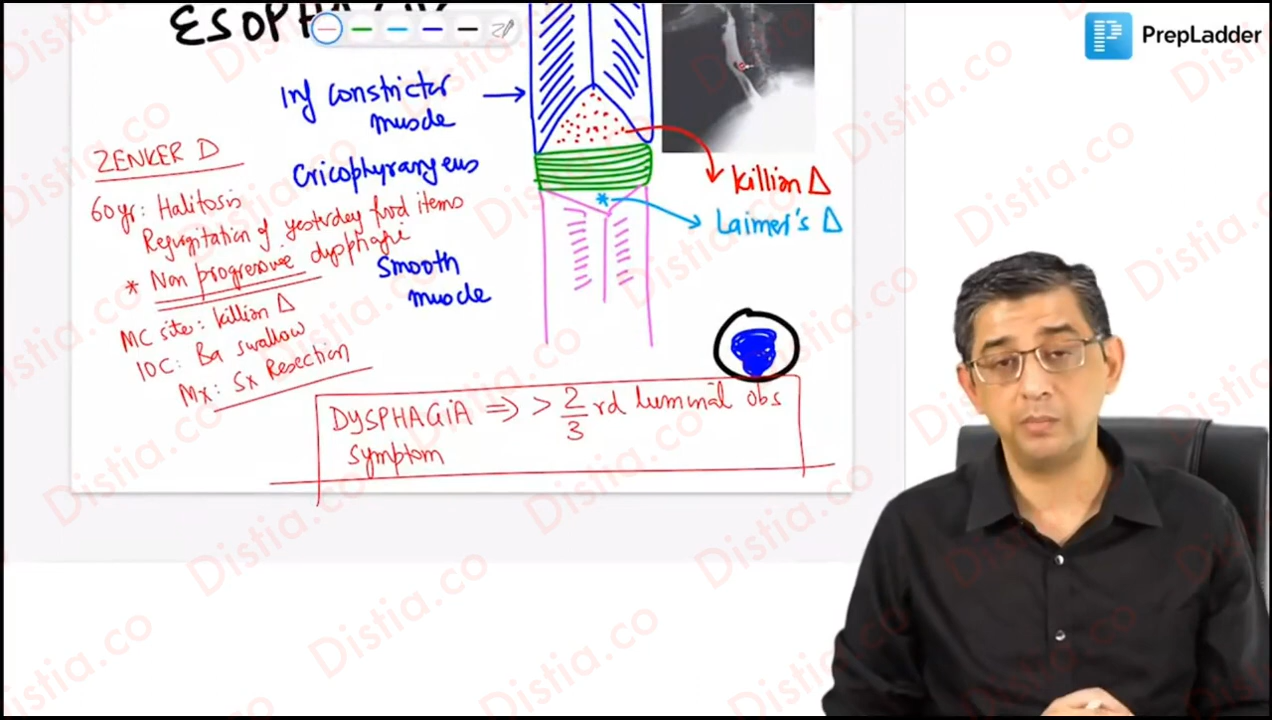 ESOPHAGUS
PrepLadder
Inf constrictor
muscle
Cricophyrangeus
Smooth
muscle
Killian Δ
Laimer's Δ
ZENKER D
60yr: Halitosis
Regurgitation of yesterday food items
* Non progressive dysphagia
MC site: Killian Δ
IOC: Ba swallow
Mx: Sx Resection
*
DYSPHAGIA ⇒ > 2/3 rd luminal obs
symptom
Distia.co